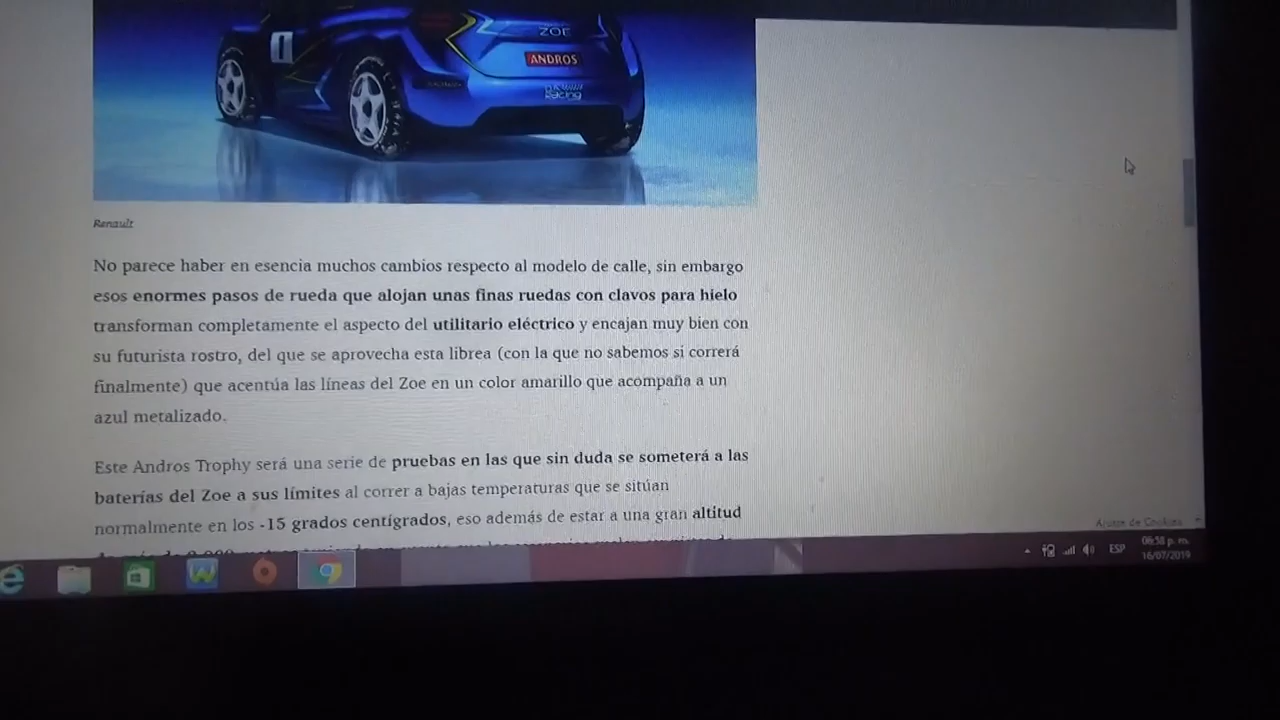 ZOE
ANDROS
Racing
Renault
No parece haber en esencia muchos cambios respecto al modelo de calle, sin embargo
esos enormes pasos de rueda que alojan unas finas ruedas con clavos para hielo
transforman completamente el aspecto del utilitario eléctrico y encajan muy bien con
su futurista rostro, del que se aprovecha esta librea (con la que no sabemos si correrá
finalmente) que acentúa las líneas del Zoe en un color amarillo que acompaña a un
azul metalizado.
Este Andros Trophy será una serie de pruebas en las que sin duda se someterá a las
baterías del Zoe a sus límites al correr a bajas temperaturas que se sitúan
normalmente en los -15 grados centígrados, eso además de estar a una gran altitud
Ajustes de Cookies
ESP
06:58 p. m.
16/07/2019